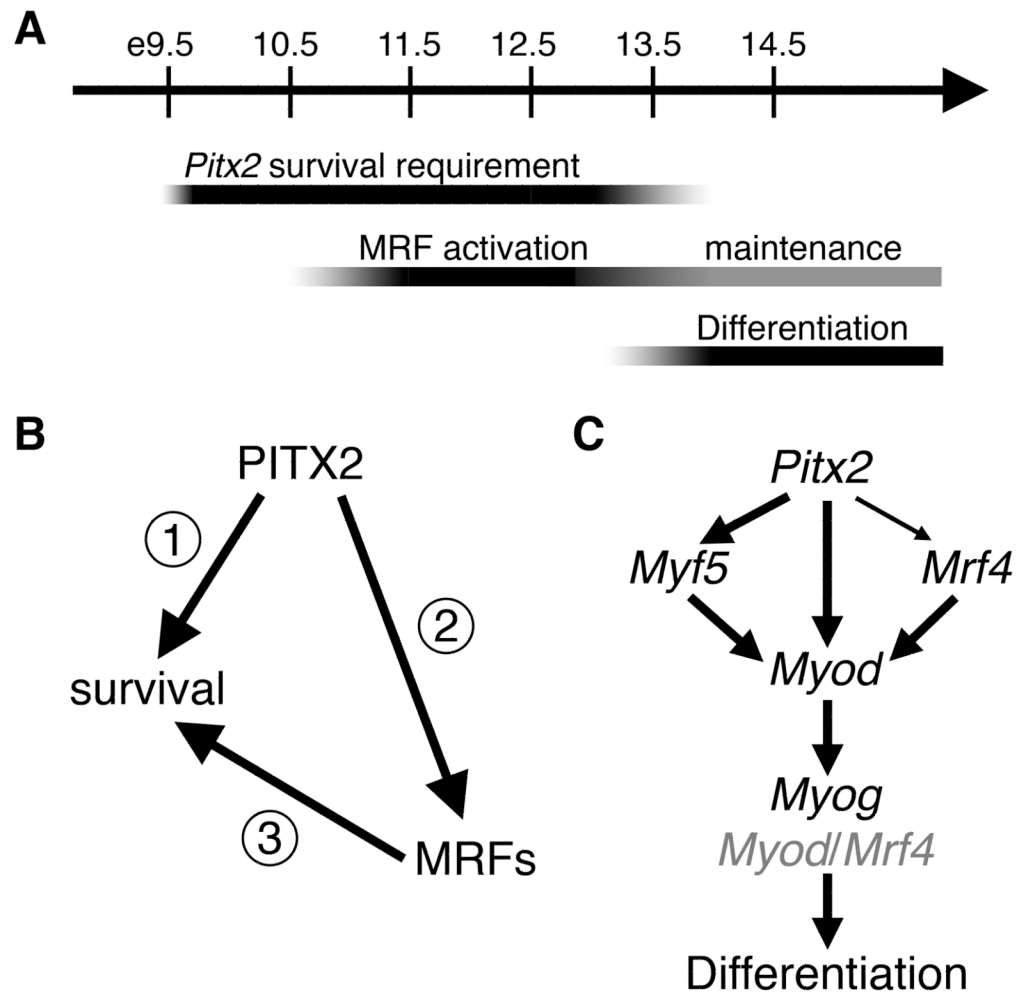 A
e9.5 10.5 11.5 12.5 13.5 14.5
Pitx2 survival requirement
MRF activation maintenance
Differentiation
B
PITX2
1
2
survival
3
MRFs
C
Pitx2
Myf5 Mrf4
Myod
Myog
Myod/Mrf4
Differentiation